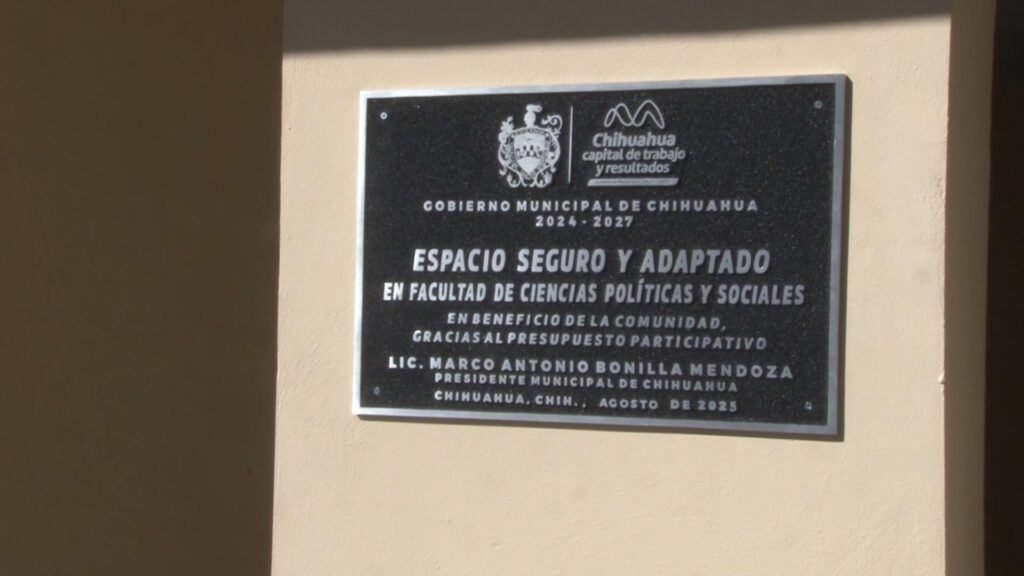 Chihuahua
capital de trabajo
y resultados
GOBIERNO MUNICIPAL DE CHIHUAHUA
2024 - 2027
ESPACIO SEGURO Y ADAPTADO
EN FACULTAD DE CIENCIAS POLÍTICAS Y SOCIALES
EN BENEFICIO DE LA COMUNIDAD,
GRACIAS AL PRESUPUESTO PARTICIPATIVO
LIC. MARCO ANTONIO BONILLA MENDOZA
PRESIDENTE MUNICIPAL DE CHIHUAHUA
CHIHUAHUA, CHIH., AGOSTO DE 2025